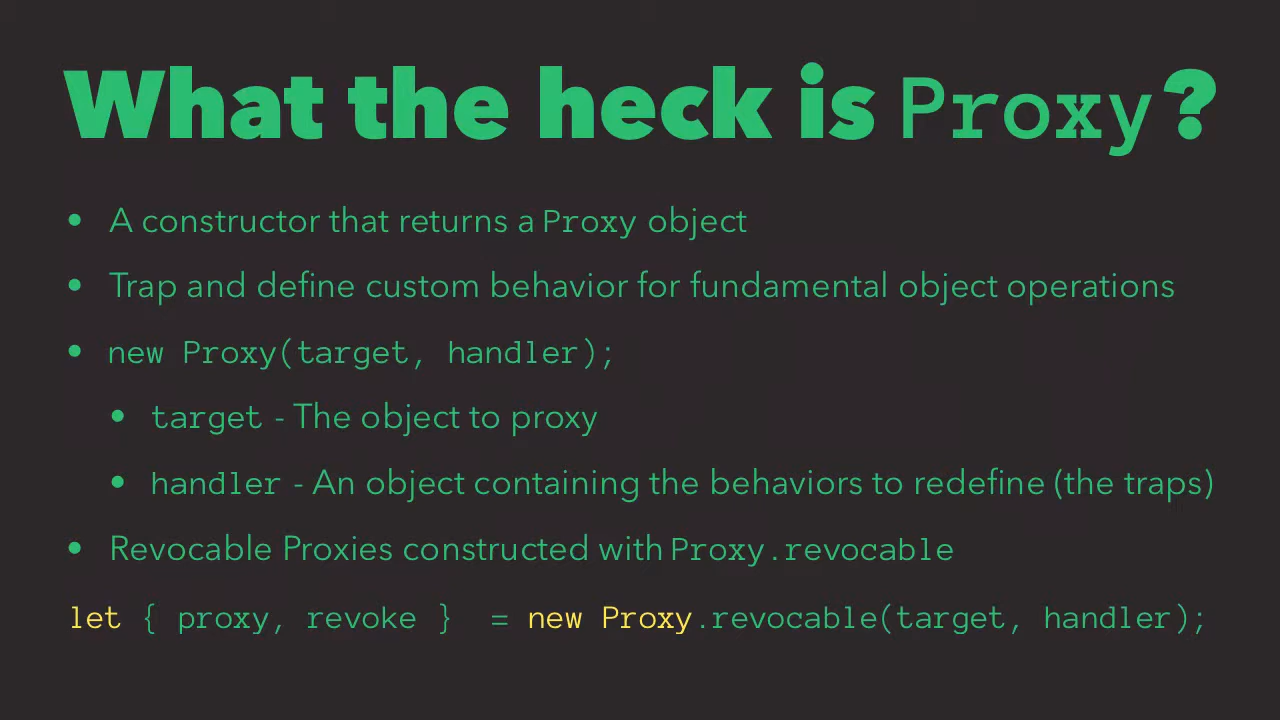 What the heck is Proxy?
• A constructor that returns a Proxy object
• Trap and define custom behavior for fundamental object operations
• new Proxy(target, handler);
• target - The object to proxy
• handler - An object containing the behaviors to redefine (the traps)
• Revocable Proxies constructed with Proxy.revocable
let { proxy, revoke }  = new Proxy.revocable(target, handler);